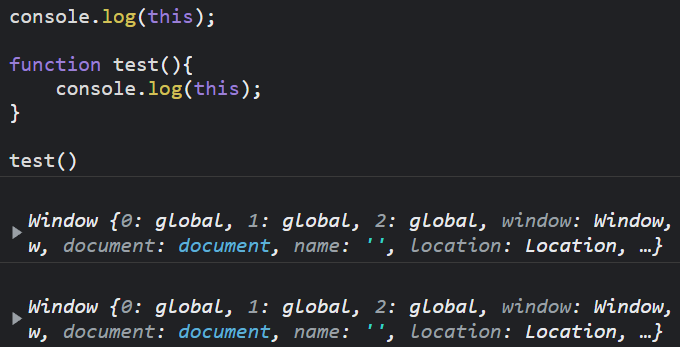 console.log(this);
function test(){
console.log(this);
}
test()
Window {0: global, 1: global, 2: global, window: Window,
w, document: document, name: '', location: Location, …}
Window {0: global, 1: global, 2: global, window: Window,
w, document: document, name: '', location: Location, …}